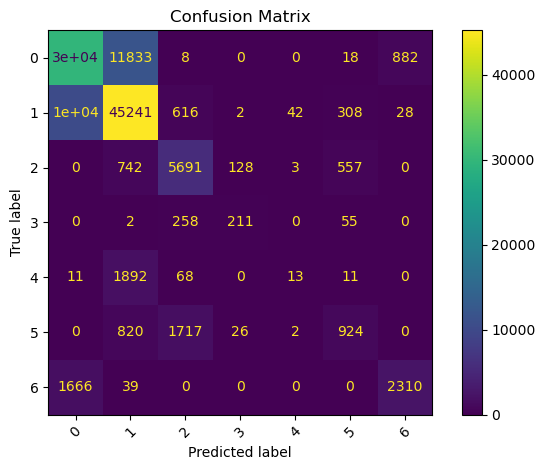 Confusion Matrix
0 3e+04 11833 8 0 0 18 882
1 1e+04 45241 616 2 42 308 28
2 0 742 5691 128 3 557 0
3 0 2 258 211 0 55 0
4 11 1892 68 0 13 11 0
5 0 820 1717 26 2 924 0
6 1666 39 0 0 0 0 2310
0 1 2 3 4 5 6
Predicted label
True label
40000
30000
20000
10000
0